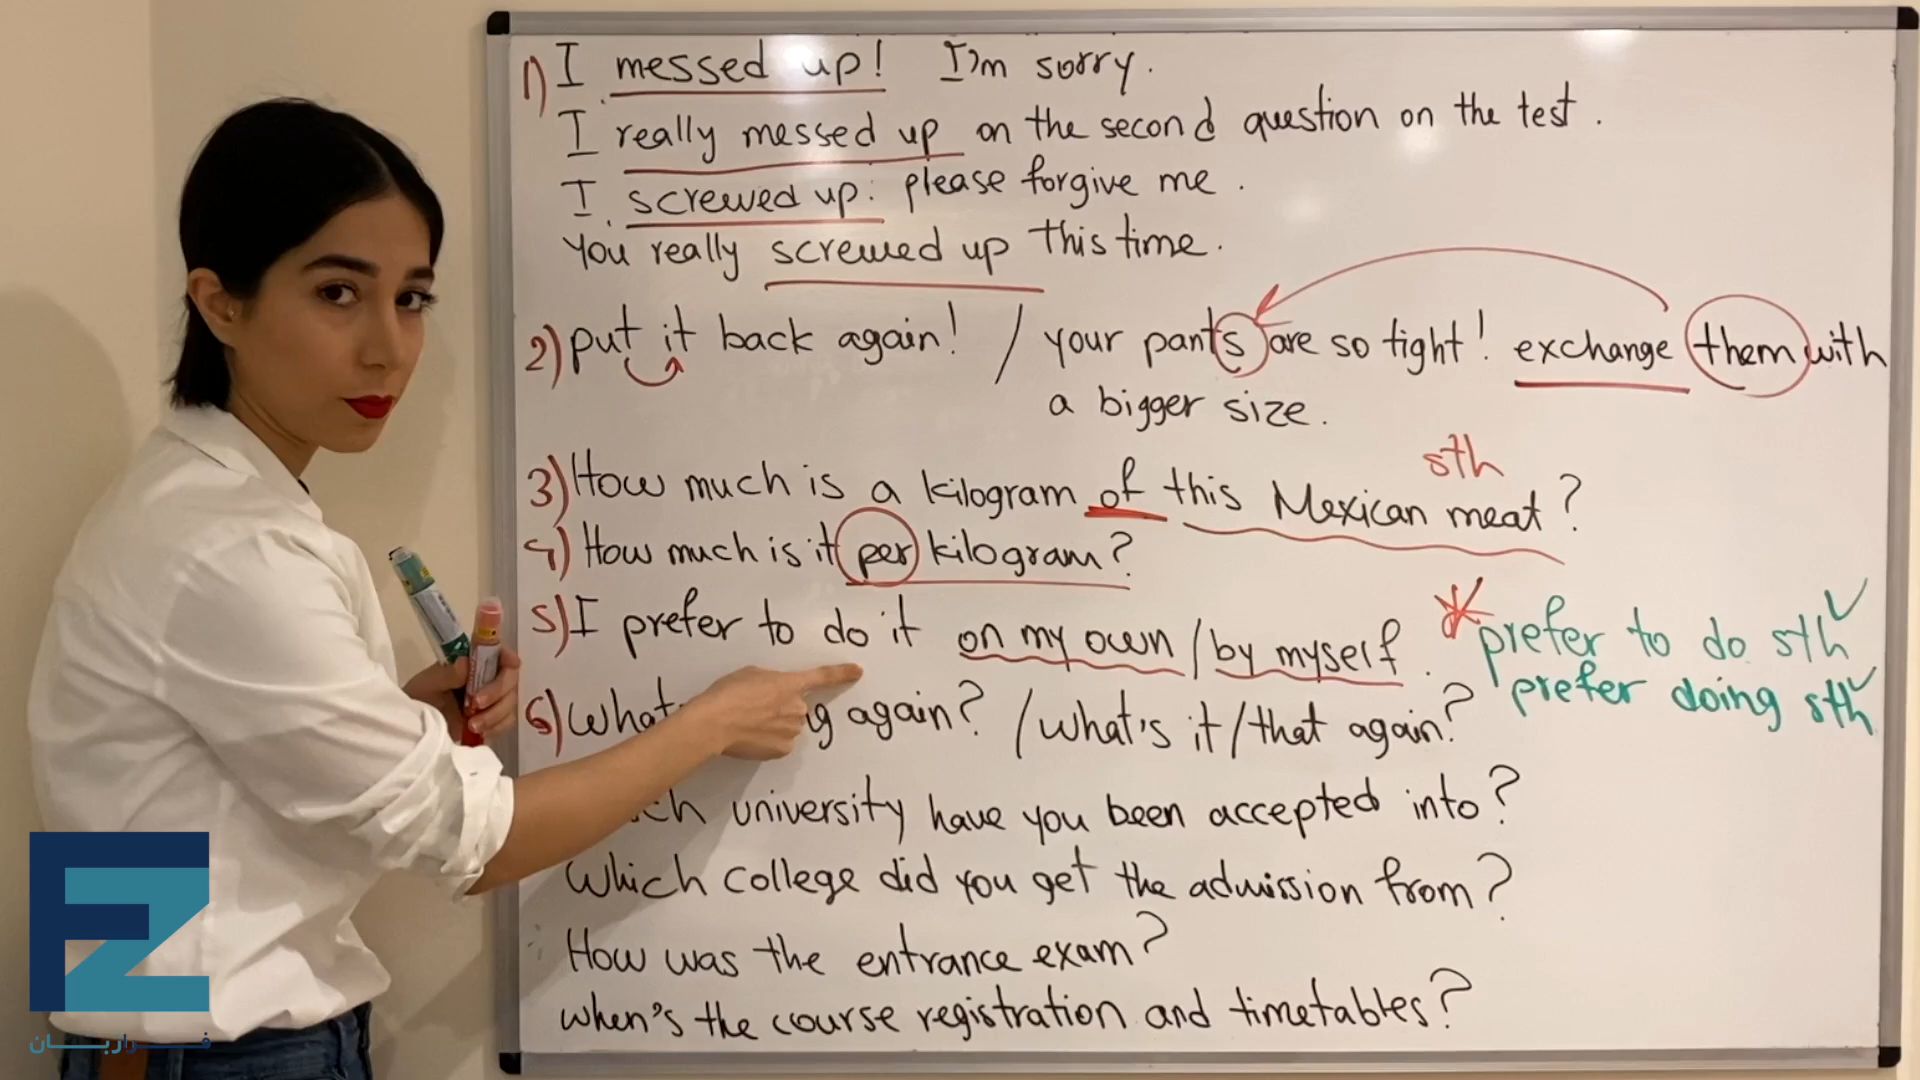 1) I messed up! I'm sorry.
I really messed up on the second question on the test.
I screwed up. please forgive me.
You really screwed up this time.
2) put it back again! / your pants are so tight! exchange them with
a bigger size.
sth
3) How much is a kilogram of this Mexican meat?
4) How much is it per kilogram?
5) I prefer to do it on my own / by myself. * prefer to do sth ✓
prefer doing sth ✓
6) What again? / what's it / that again?
university have you been accepted into?
Which college did you get the admission from?
How was the entrance exam?
when's the course registration and timetables?
FZ
فراربان